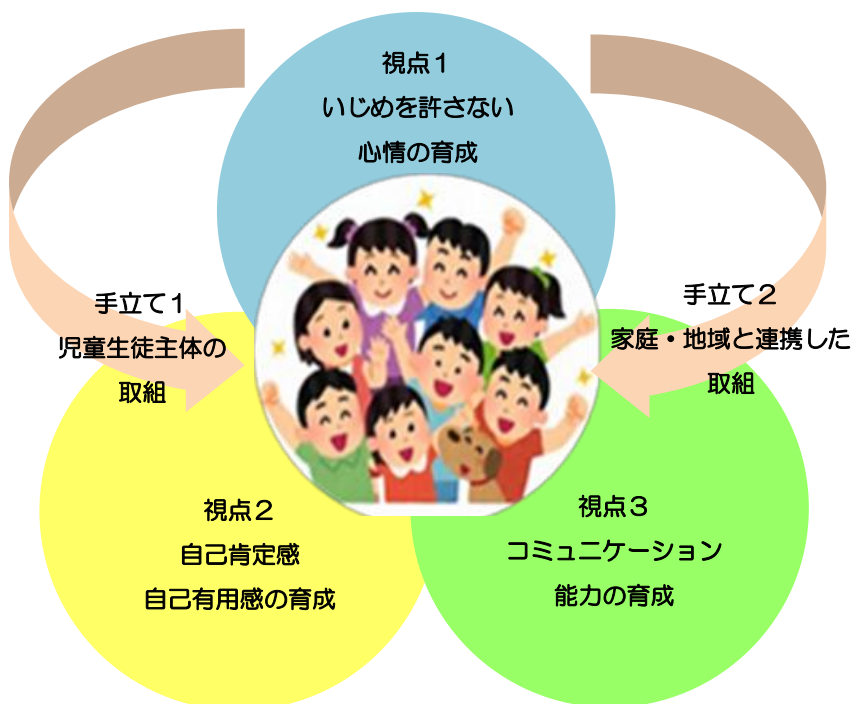 視点１
いじめを許さない
心情の育成
手立て１
児童生徒主体の
取組
手立て２
家庭・地域と連携した
取組
視点２
自己肯定感
自己有用感の育成
視点３
コミュニケーション
能力の育成